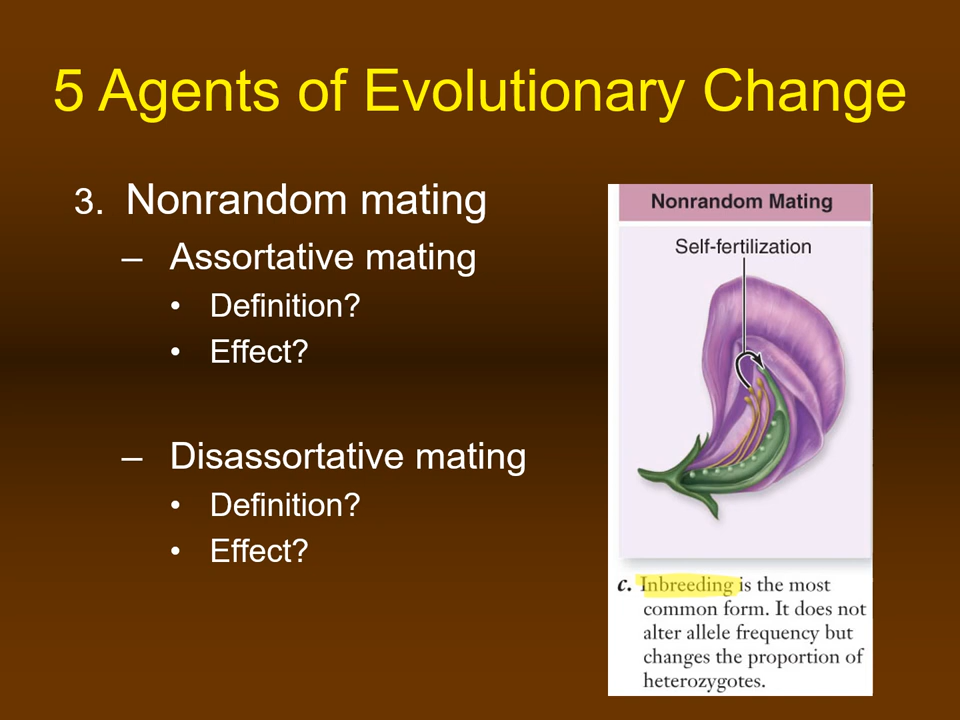 5 Agents of Evolutionary Change
3. Nonrandom mating
– Assortative mating
• Definition?
• Effect?
– Disassortative mating
• Definition?
• Effect?
Nonrandom Mating
Self-fertilization
c. Inbreeding is the most
common form. It does not
alter allele frequency but
changes the proportion of
heterozygotes.